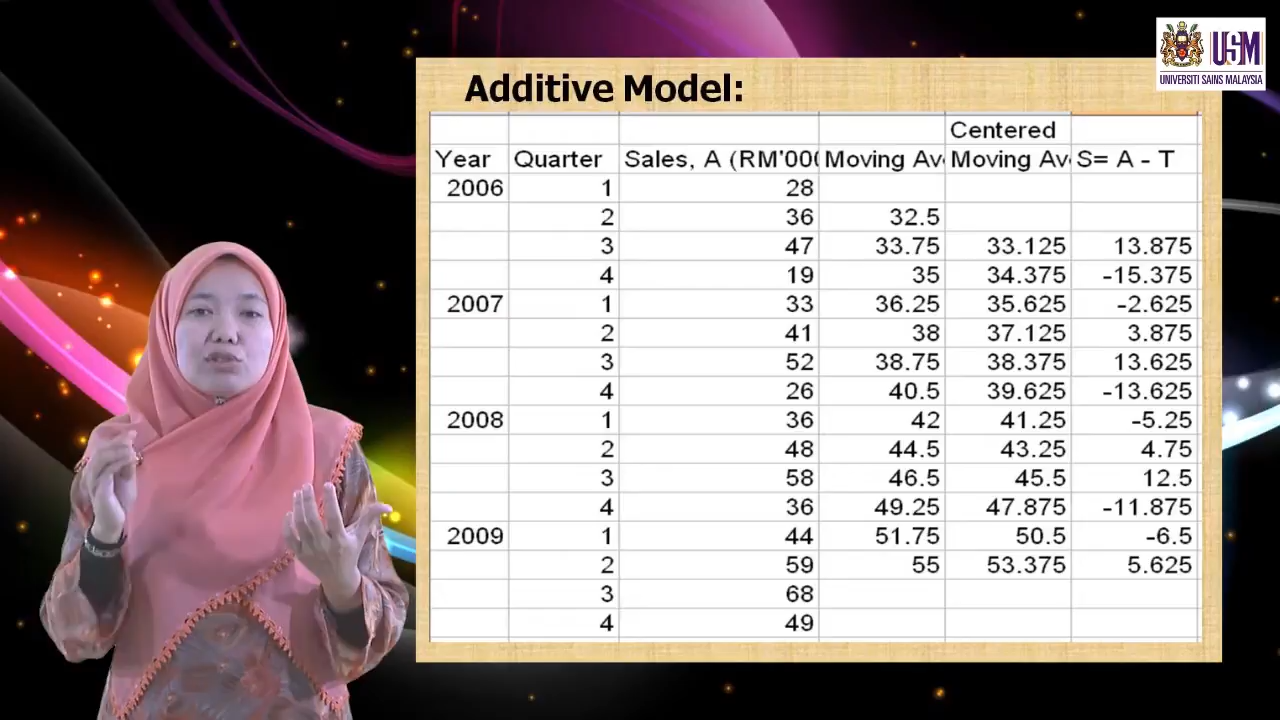 USM
UNIVERSITI SAINS MALAYSIA
Additive Model:
Centered
Year Quarter Sales, A (RM'000 Moving Ave Moving Ave S= A - T
2006 1 28
2 36 32.5
3 47 33.75 33.125 13.875
4 19 35 34.375 -15.375
2007 1 33 36.25 35.625 -2.625
2 41 38 37.125 3.875
3 52 38.75 38.375 13.625
4 26 40.5 39.625 -13.625
2008 1 36 42 41.25 -5.25
2 48 44.5 43.25 4.75
3 58 46.5 45.5 12.5
4 36 49.25 47.875 -11.875
2009 1 44 51.75 50.5 -6.5
2 59 55 53.375 5.625
3 68
4 49